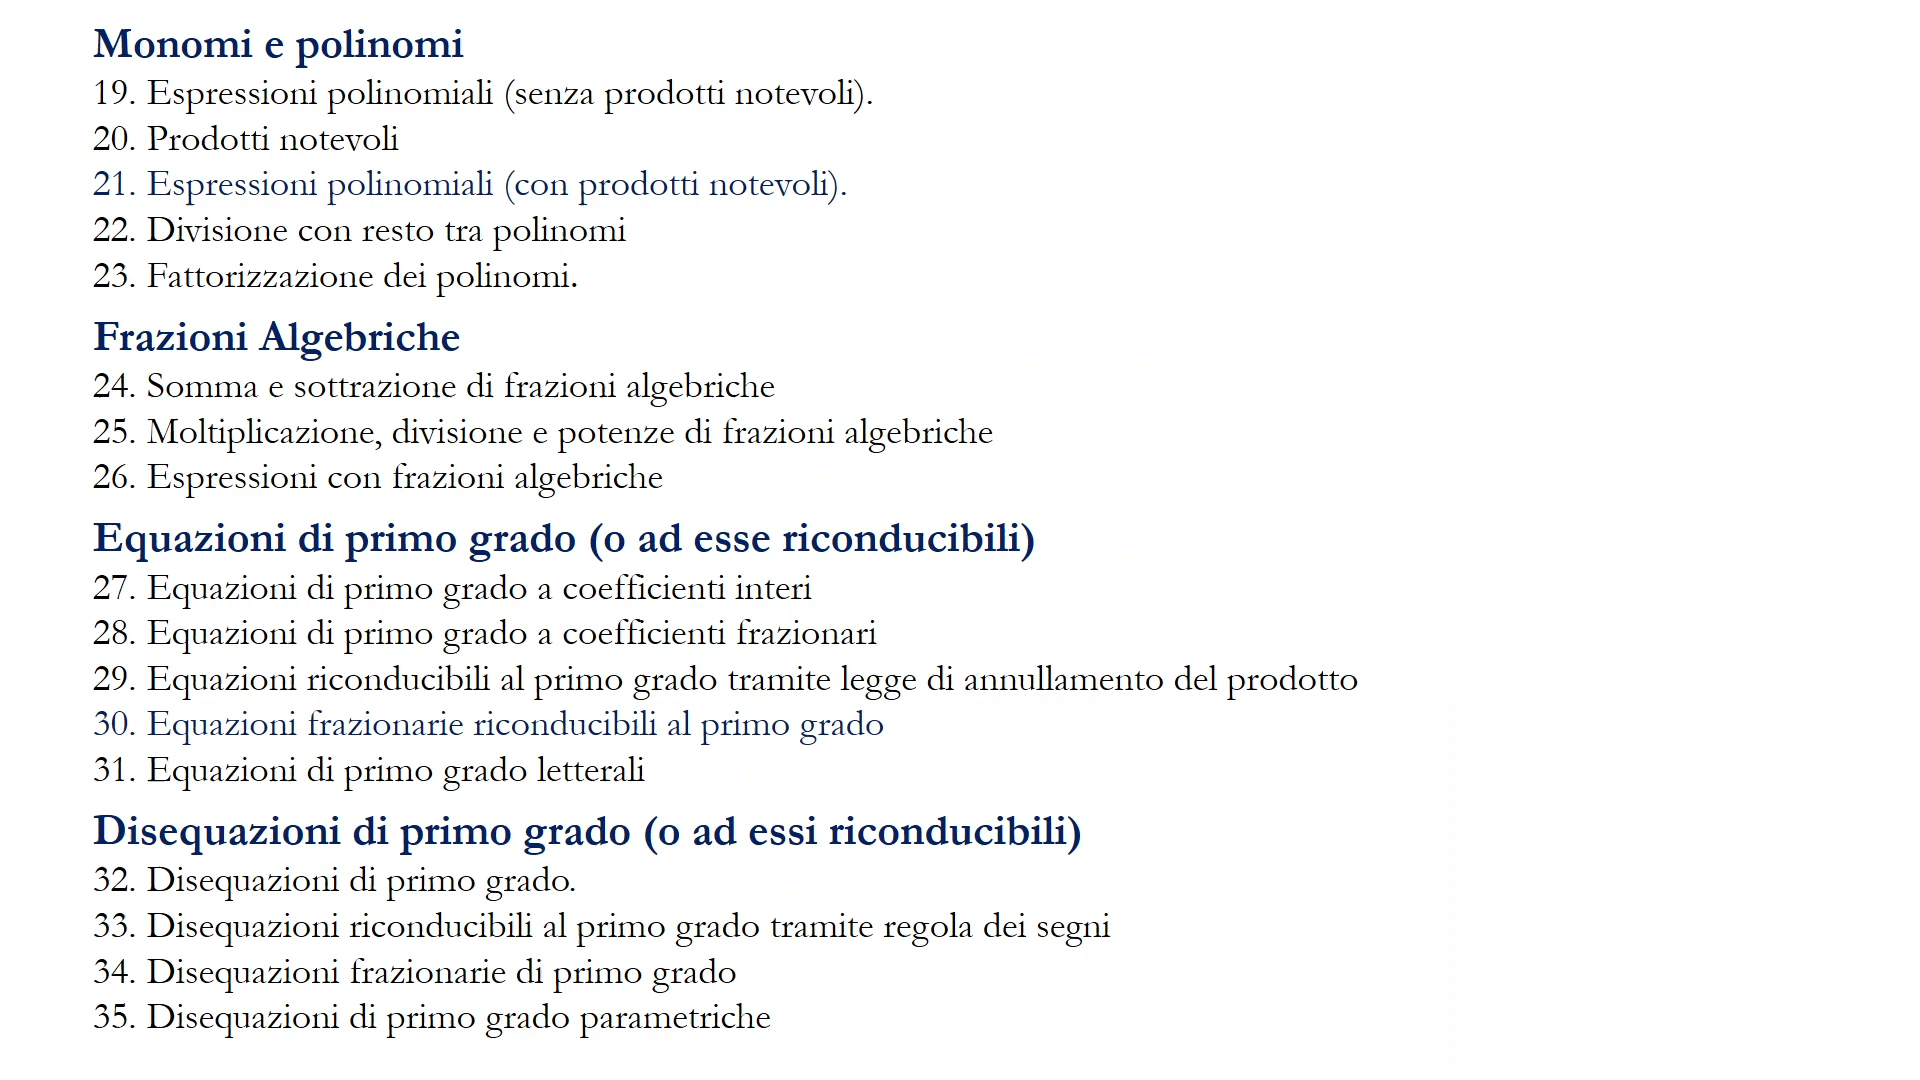 Monomi e polinomi
19. Espressioni polinomiali (senza prodotti notevoli).
20. Prodotti notevoli
21. Espressioni polinomiali (con prodotti notevoli).
22. Divisione con resto tra polinomi
23. Fattorizzazione dei polinomi.
Frazioni Algebriche
24. Somma e sottrazione di frazioni algebriche
25. Moltiplicazione, divisione e potenze di frazioni algebriche
26. Espressioni con frazioni algebriche
Equazioni di primo grado (o ad esse riconducibili)
27. Equazioni di primo grado a coefficienti interi
28. Equazioni di primo grado a coefficienti frazionari
29. Equazioni riconducibili al primo grado tramite legge di annullamento del prodotto
30. Equazioni frazionarie riconducibili al primo grado
31. Equazioni di primo grado letterali
Disequazioni di primo grado (o ad essi riconducibili)
32. Disequazioni di primo grado.
33. Disequazioni riconducibili al primo grado tramite regola dei segni
34. Disequazioni frazionarie di primo grado
35. Disequazioni di primo grado parametriche